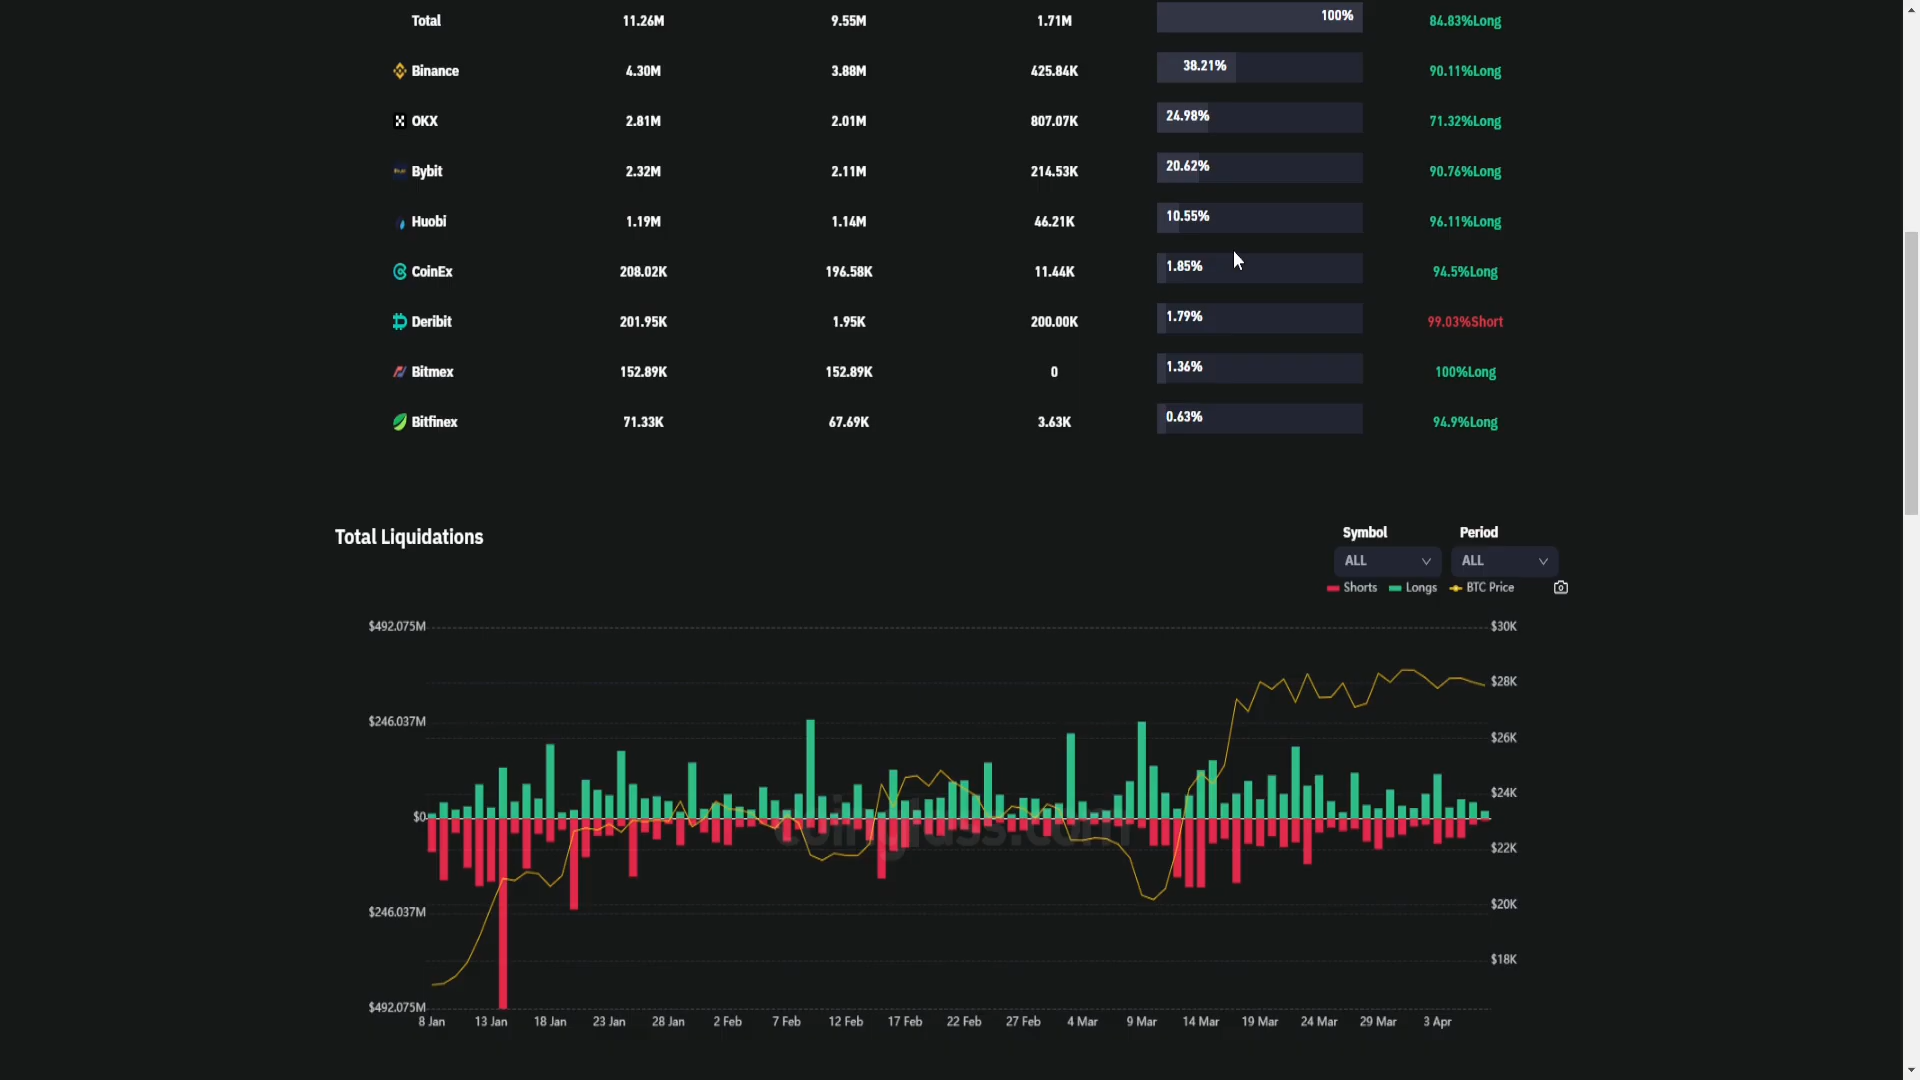 Total 11.26M 9.55M 1.71M 100% 84.83%Long
Binance 4.30M 3.88M 425.84K 38.21% 90.11%Long
OKX 2.81M 2.01M 807.07K 24.98% 71.32%Long
Bybit 2.32M 2.11M 214.53K 20.62% 90.76%Long
Huobi 1.19M 1.14M 46.21K 10.55% 96.11%Long
CoinEx 208.02K 196.58K 11.44K 1.85% 94.5%Long
Deribit 201.95K 1.95K 200.00K 1.79% 99.03%Short
Bitmex 152.89K 152.89K 0 1.36% 100%Long
Bitfinex 71.33K 67.69K 3.63K 0.63% 94.9%Long
Total Liquidations
Symbol Period
ALL ALL
Shorts Longs BTC Price
$492.075M $30K
$28K
$246.037M
$26K
$24K
$0
coinglass.com
$22K
$20K
$246.037M
$18K
$492.075M
8 Jan 13 Jan 18 Jan 23 Jan 28 Jan 2 Feb 7 Feb 12 Feb 17 Feb 22 Feb 27 Feb 4 Mar 9 Mar 14 Mar 19 Mar 24 Mar 29 Mar 3 Apr